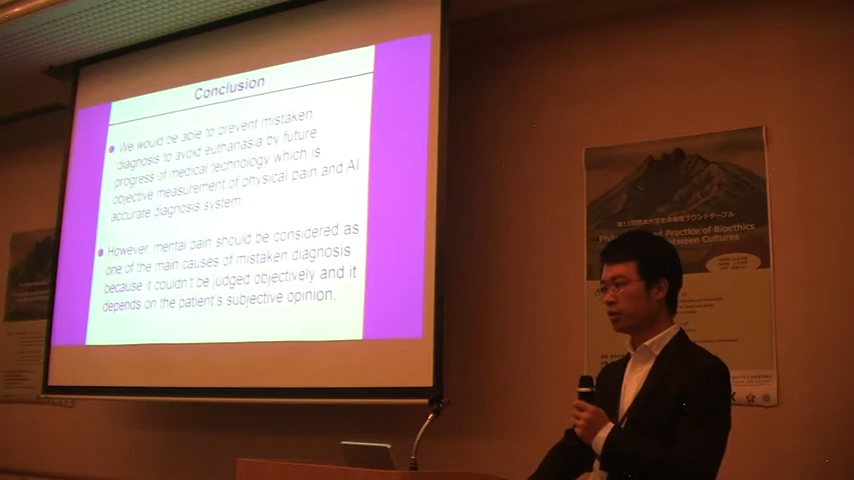 Conclusion
We would be able to prevent mistaken
diagnosis to avoid euthanasia by future
progress of medical technology which is
objective measurement of physical pain and AI
accurate diagnosis system.
However, mental pain should be considered as
one of the main causes of mistaken diagnosis
because it couldn't be judged objectively and it
depends on the patient's subjective opinion.
Practice of Bioethics
Between Cultures